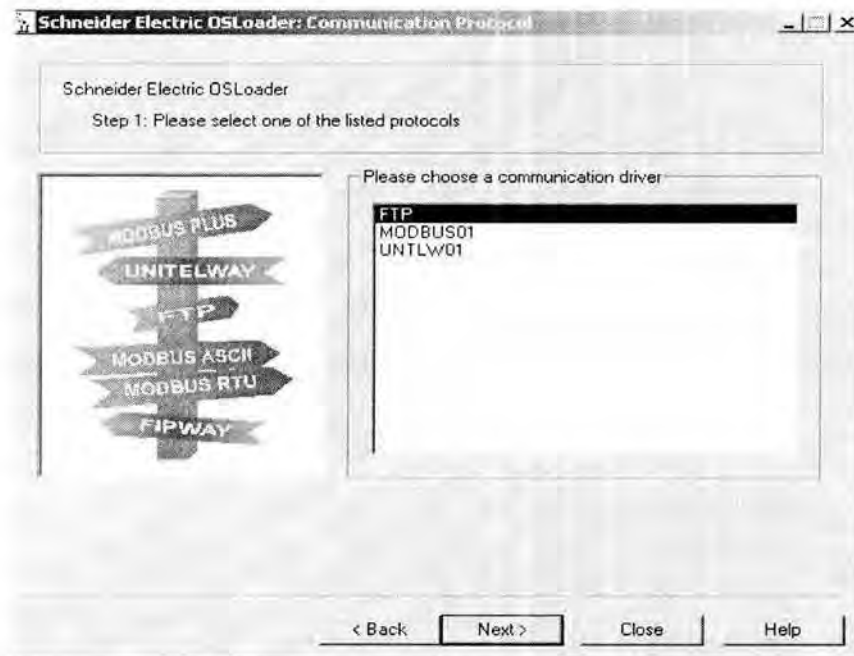 Schneider Electric OSLoader: Communication Protocol
Schneider Electric OSLoader
Step 1: Please select one of the listed protocols
Please choose a communication driver
FTP
MODBUS01
UNTLW01
MODBUS PLUS
UNITELWAY
FTP
MODBUS ASCII
MODBUS RTU
FIPWAY
< Back
Next >
Close
Help